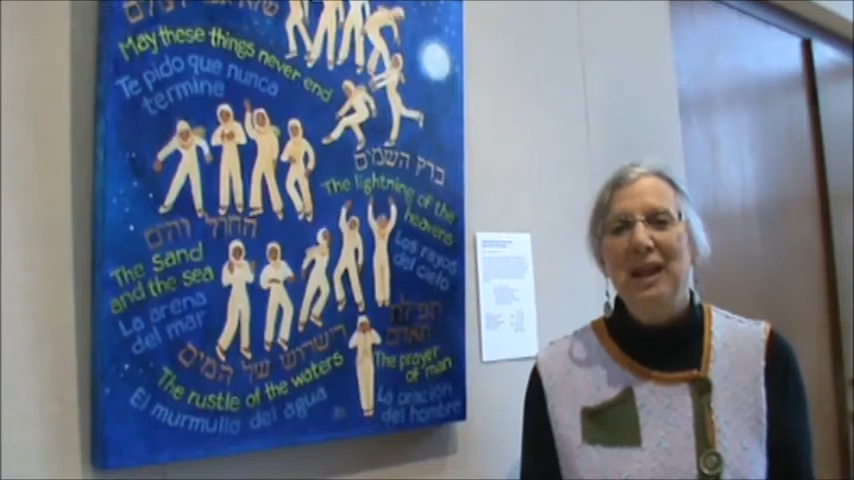 May these things never end
Te pido que nunca
termine
ברק השמים
The lightning of the
heavens
Los rayos
del cielo
החול והים
The sand
and the sea
La arena
del mar
רישרוש של המים
The rustle of the waters
El murmullo del agua
תפילת
האדם
The prayer
of man
La oración
del hombre